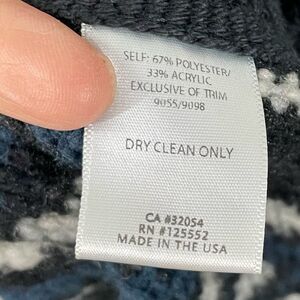 SELF: 67% POLYESTER/
33% ACRYLIC
EXCLUSIVE OF TRIM
9055/9098
DRY CLEAN ONLY
CA #32054
RN #125552
MADE IN THE USA